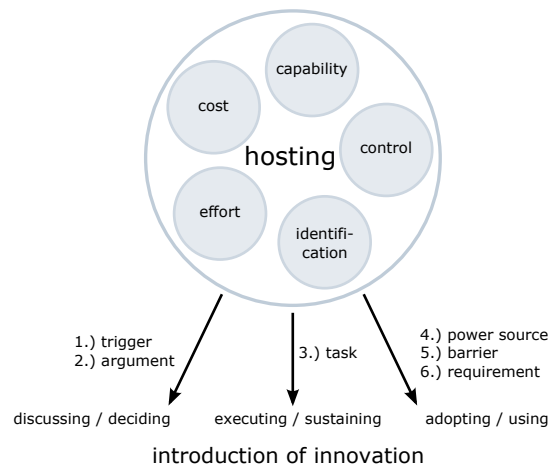 capability
cost
hosting
control
effort
identifi-
cation
1.) trigger
2.) argument
3.) task
4.) power source
5.) barrier
6.) requirement
discussing / deciding
executing / sustaining
adopting / using
introduction of innovation